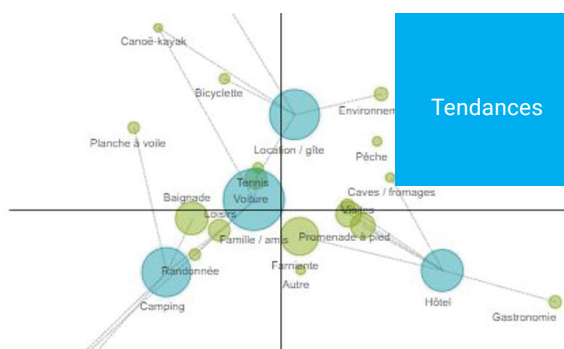 Canoë-kayak
Bicyclette
Environnem
Tendances
Planche à voile
Location / gîte
Pêche
Tennis
Caves / fromages
Baignade
Voiture
Loisirs
Visites
Famille / amis
Promenade à pied
Randonnée
Farniente
Autre
Camping
Hôtel
Gastronomie